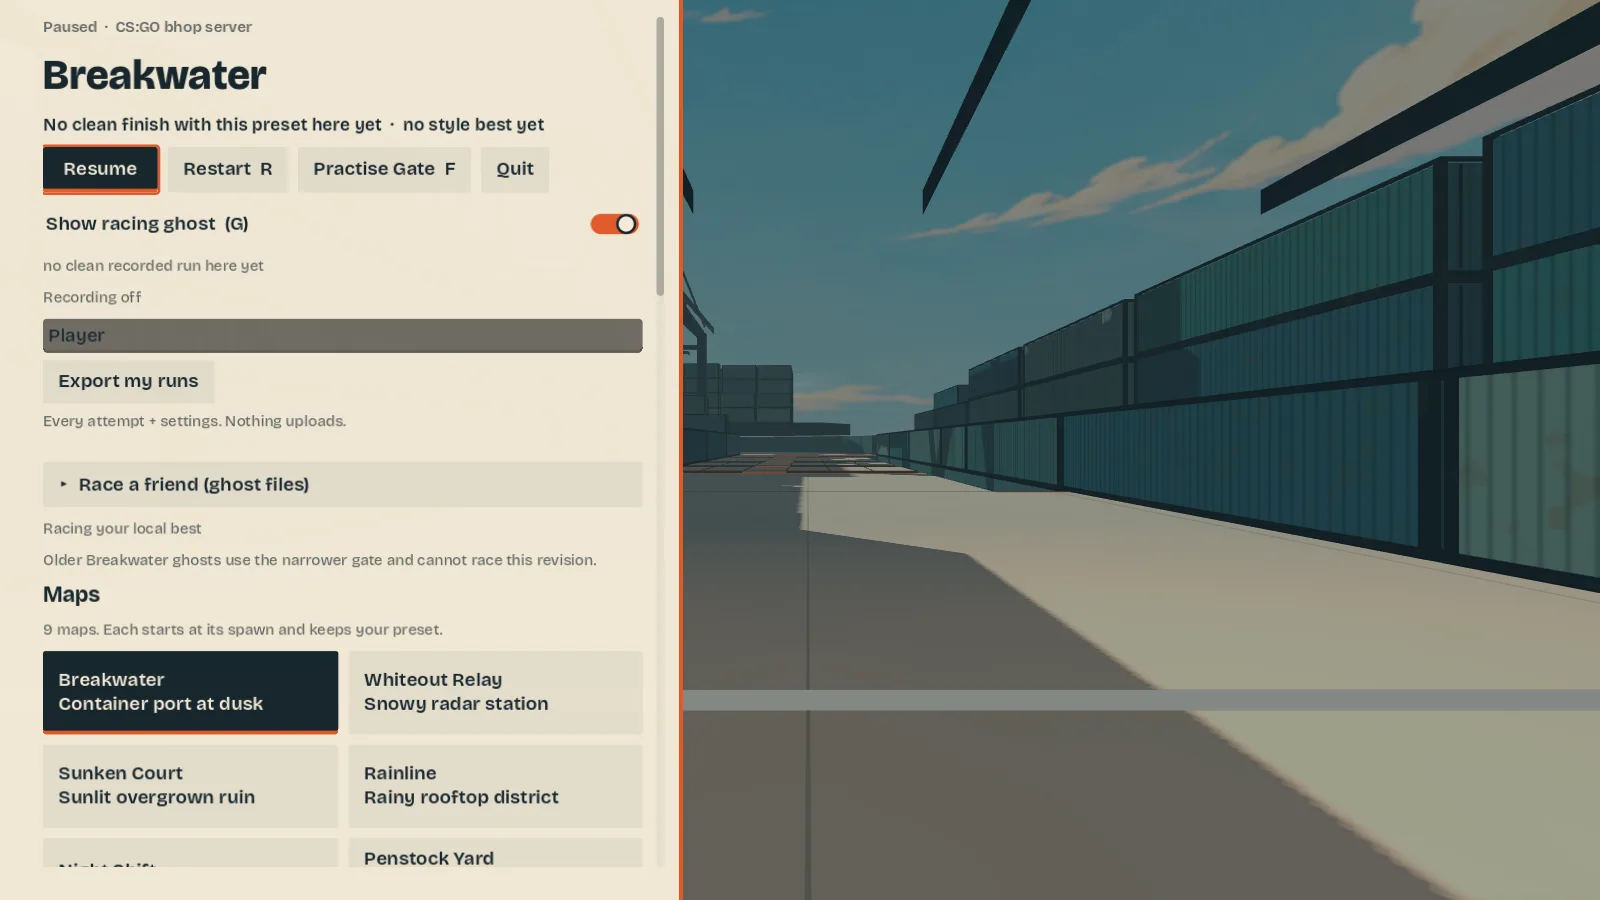 Paused · CS:GO bhop server
Breakwater
No clean finish with this preset here yet · no style best yet
Resume
Restart R
Practise Gate F
Quit
Show racing ghost (G)
no clean recorded run here yet
Recording off
Player
Export my runs
Every attempt + settings. Nothing uploads.
‣ Race a friend (ghost files)
Racing your local best
Older Breakwater ghosts use the narrower gate and cannot race this revision.
Maps
9 maps. Each starts at its spawn and keeps your preset.
Breakwater
Container port at dusk
Whiteout Relay
Snowy radar station
Sunken Court
Sunlit overgrown ruin
Rainline
Rainy rooftop district
Penstock Yard